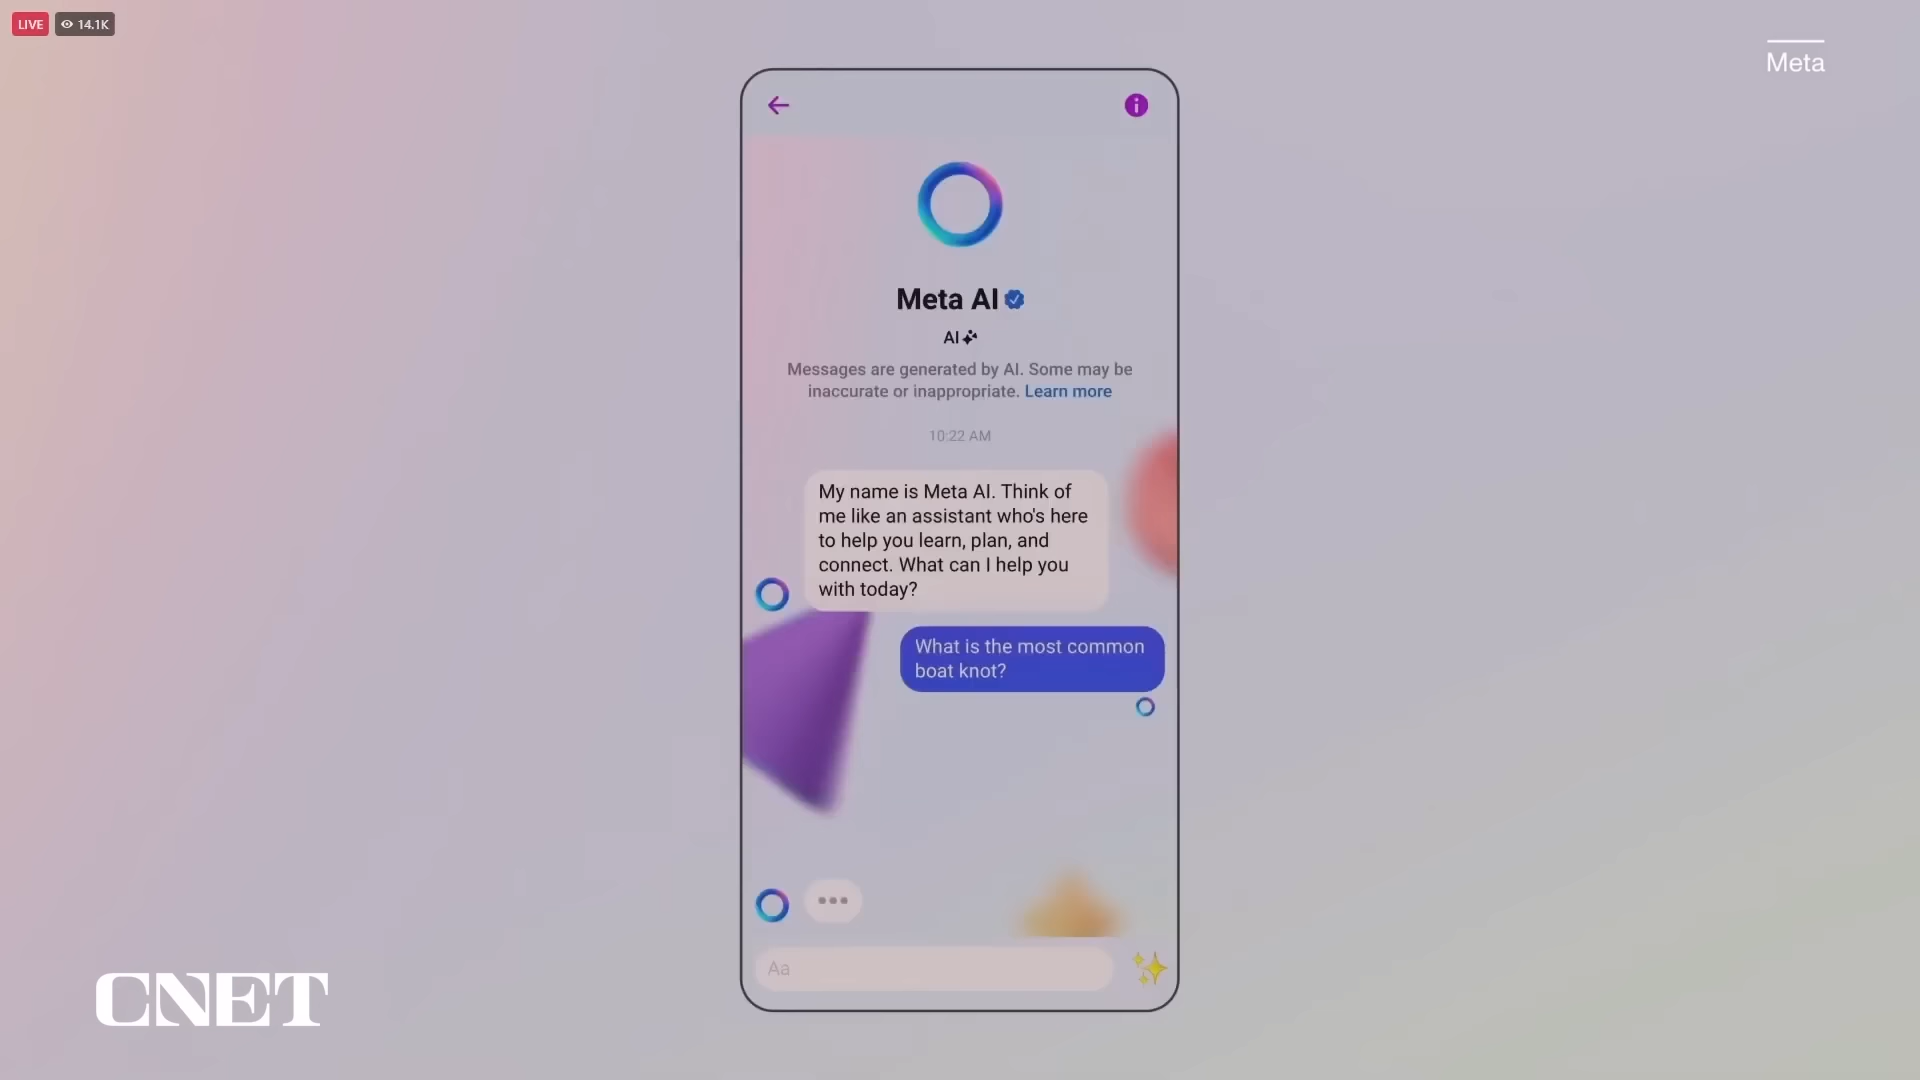 LIVE 14.1K
Meta
Meta AI
AI
Messages are generated by AI. Some may be
inaccurate or inappropriate. Learn more
10:22 AM
My name is Meta AI. Think of
me like an assistant who's here
to help you learn, plan, and
connect. What can I help you
with today?
What is the most common
boat knot?
Aa
CNET